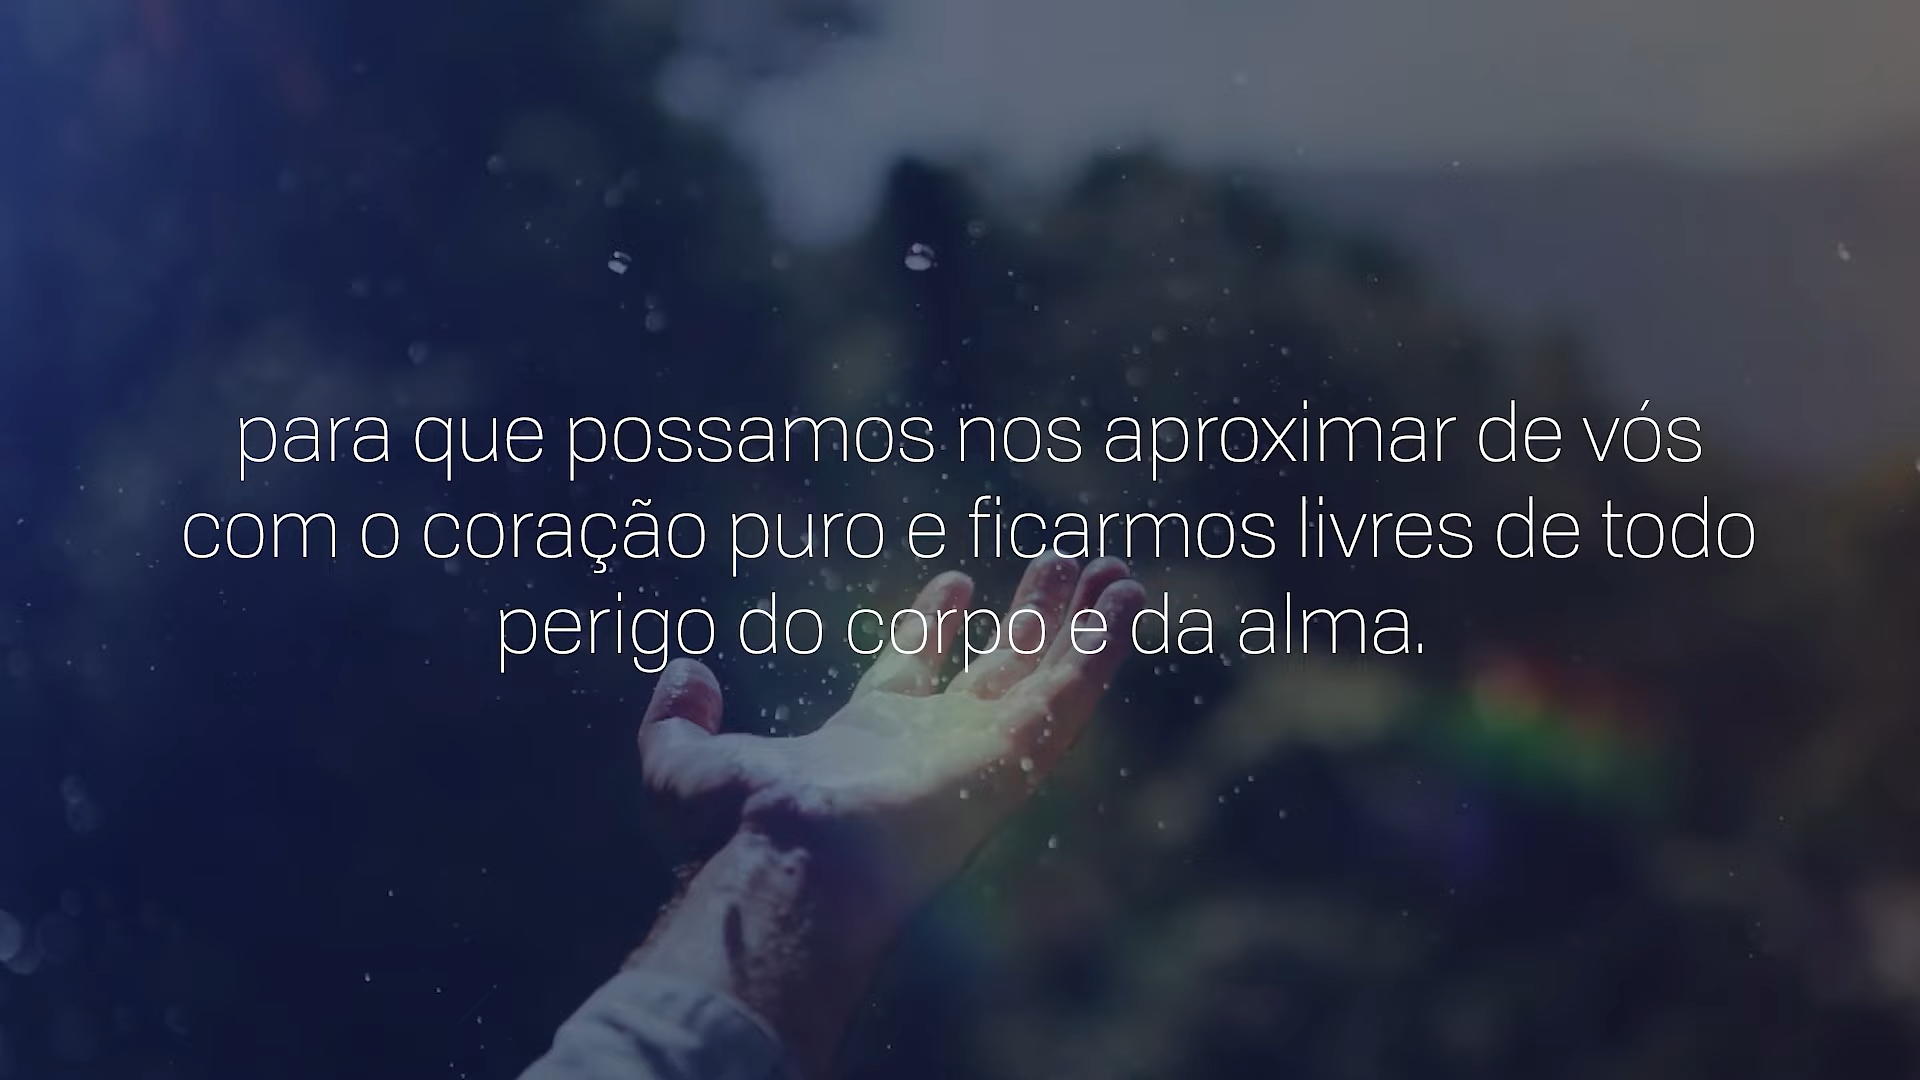 para que possamos nos aproximar de vós
com o coração puro e ficarmos livres de todo
perigo do corpo e da alma.